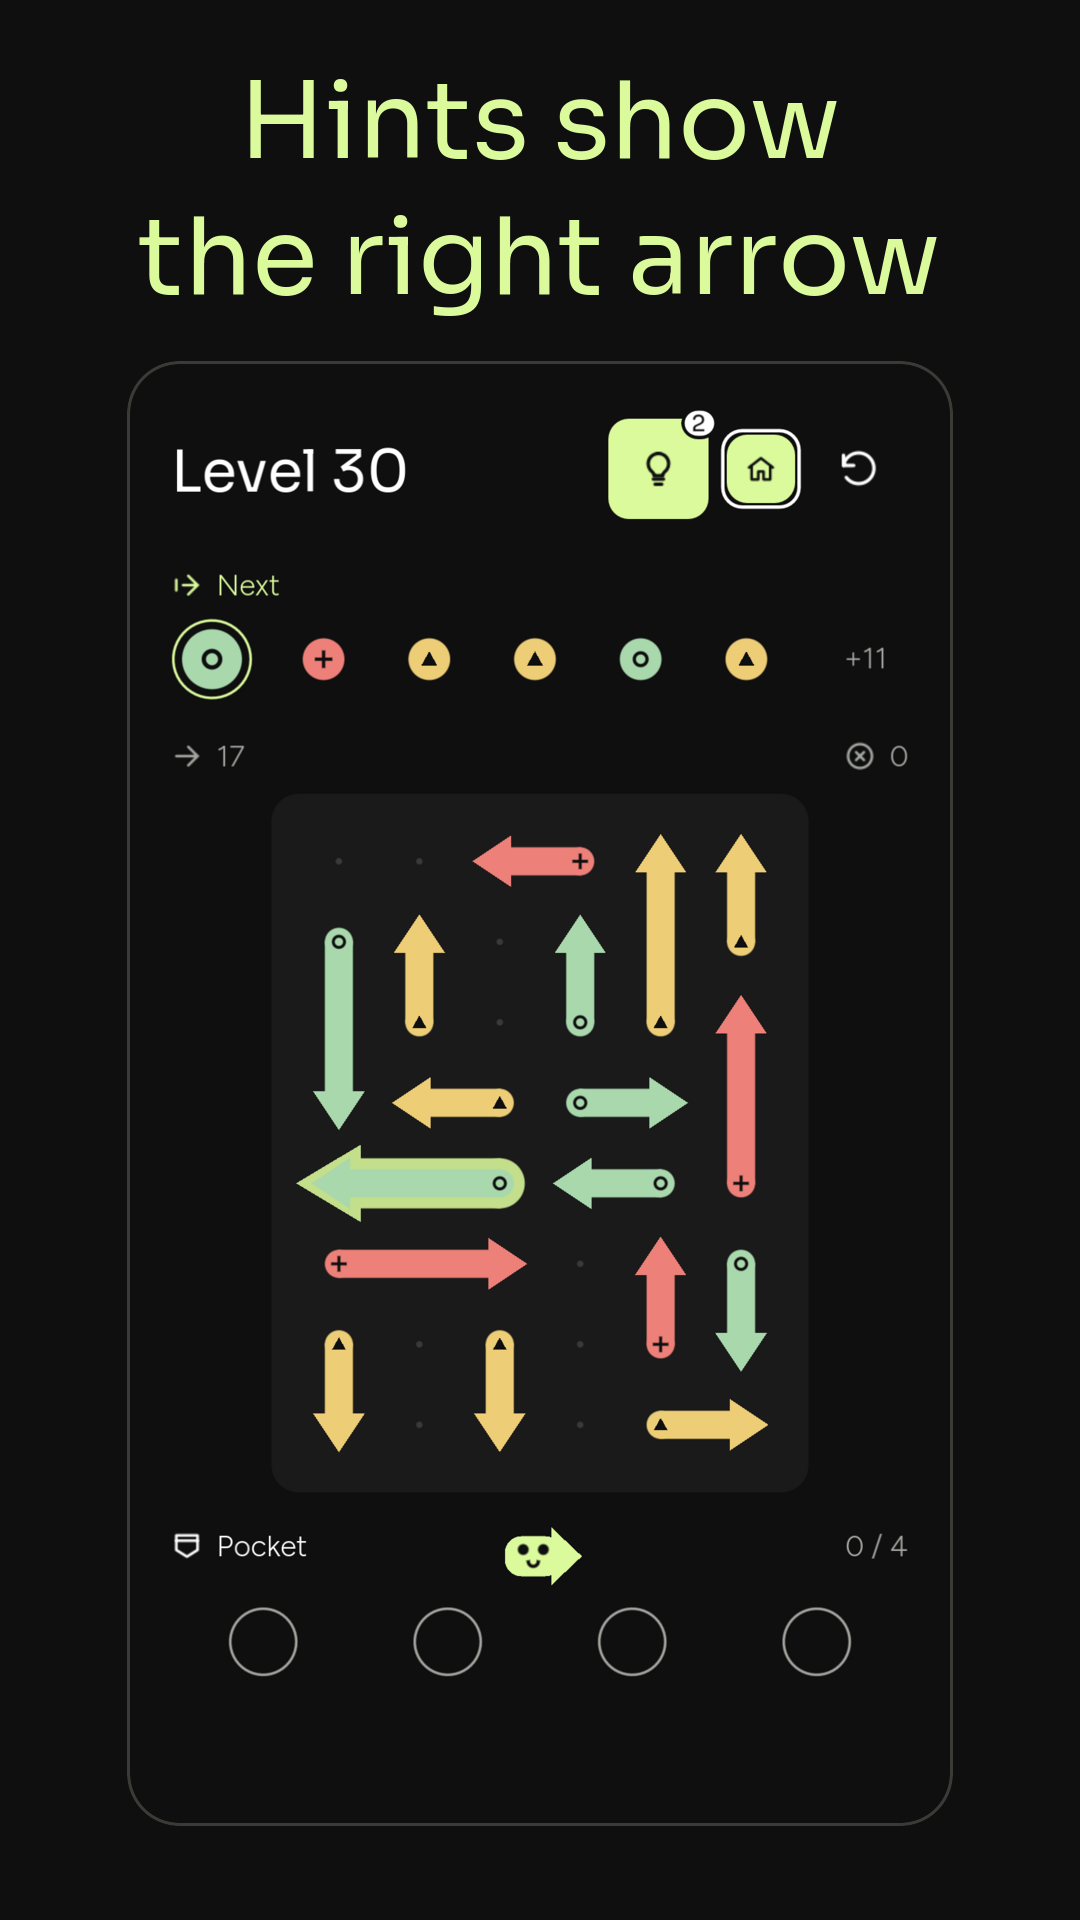 Hints show
the right arrow
Level 30
2
Next
+11
17
0
Pocket
0 / 4